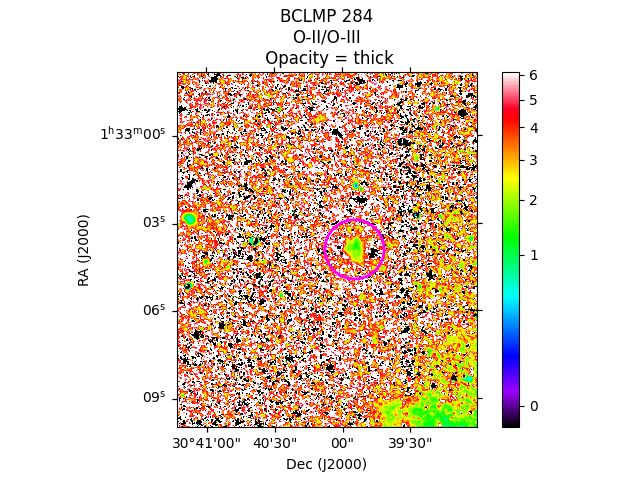 BCLMP 284
O-II/O-III
Opacity = thick
1ʰ33ᵐ00ˢ
03ˢ
06ˢ
09ˢ
RA (J2000)
30°41'00"
40'30"
00"
39'30"
Dec (J2000)
6
5
4
3
2
1
0